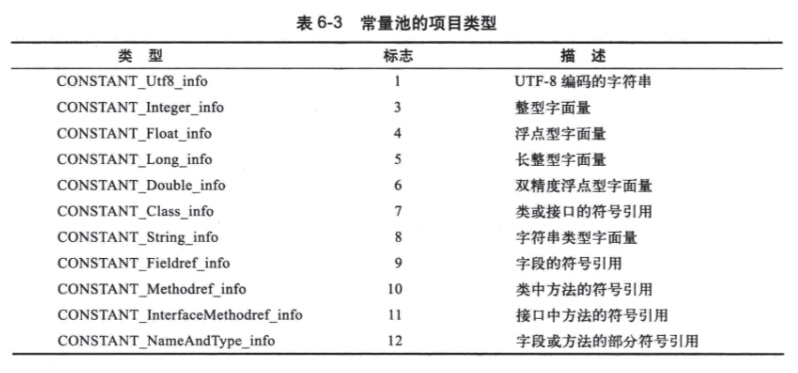 表 6-3 常量池的项目类型
类 型 标志 描 述
CONSTANT_Utf8_info 1 UTF-8 编码的字符串
CONSTANT_Integer_info 3 整型字面量
CONSTANT_Float_info 4 浮点型字面量
CONSTANT_Long_info 5 长整型字面量
CONSTANT_Double_info 6 双精度浮点型字面量
CONSTANT_Class_info 7 类或接口的符号引用
CONSTANT_String_info 8 字符串类型字面量
CONSTANT_Fieldref_info 9 字段的符号引用
CONSTANT_Methodref_info 10 类中方法的符号引用
CONSTANT_InterfaceMethodref_info 11 接口中方法的符号引用
CONSTANT_NameAndType_info 12 字段或方法的部分符号引用